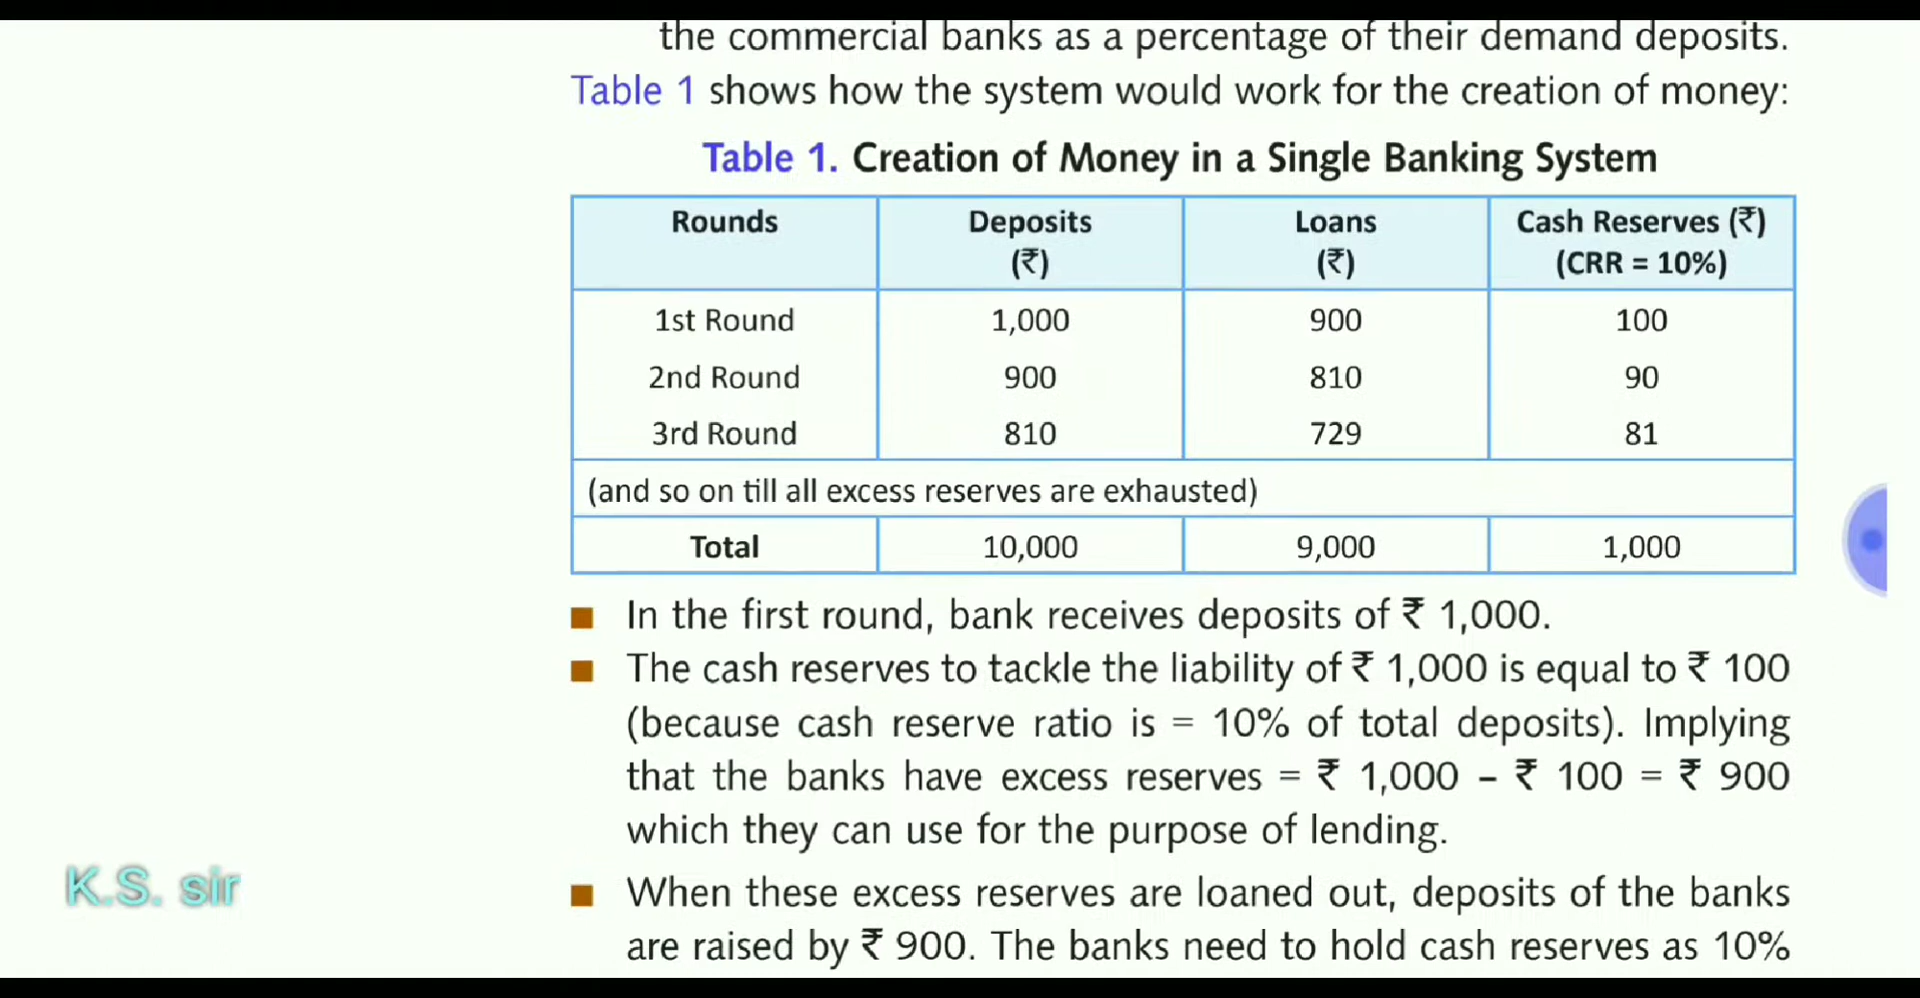 the commercial banks as a percentage of their demand deposits.
Table 1 shows how the system would work for the creation of money:
Table 1. Creation of Money in a Single Banking System
Rounds Deposits (₹) Loans (₹) Cash Reserves (₹) (CRR = 10%)
1st Round 1,000 900 100
2nd Round 900 810 90
3rd Round 810 729 81
(and so on till all excess reserves are exhausted)
Total 10,000 9,000 1,000
■ In the first round, bank receives deposits of ₹ 1,000.
■ The cash reserves to tackle the liability of ₹ 1,000 is equal to ₹ 100
(because cash reserve ratio is = 10% of total deposits). Implying
that the banks have excess reserves = ₹ 1,000 – ₹ 100 = ₹ 900
which they can use for the purpose of lending.
■ When these excess reserves are loaned out, deposits of the banks
are raised by ₹ 900. The banks need to hold cash reserves as 10%
K.S. sir